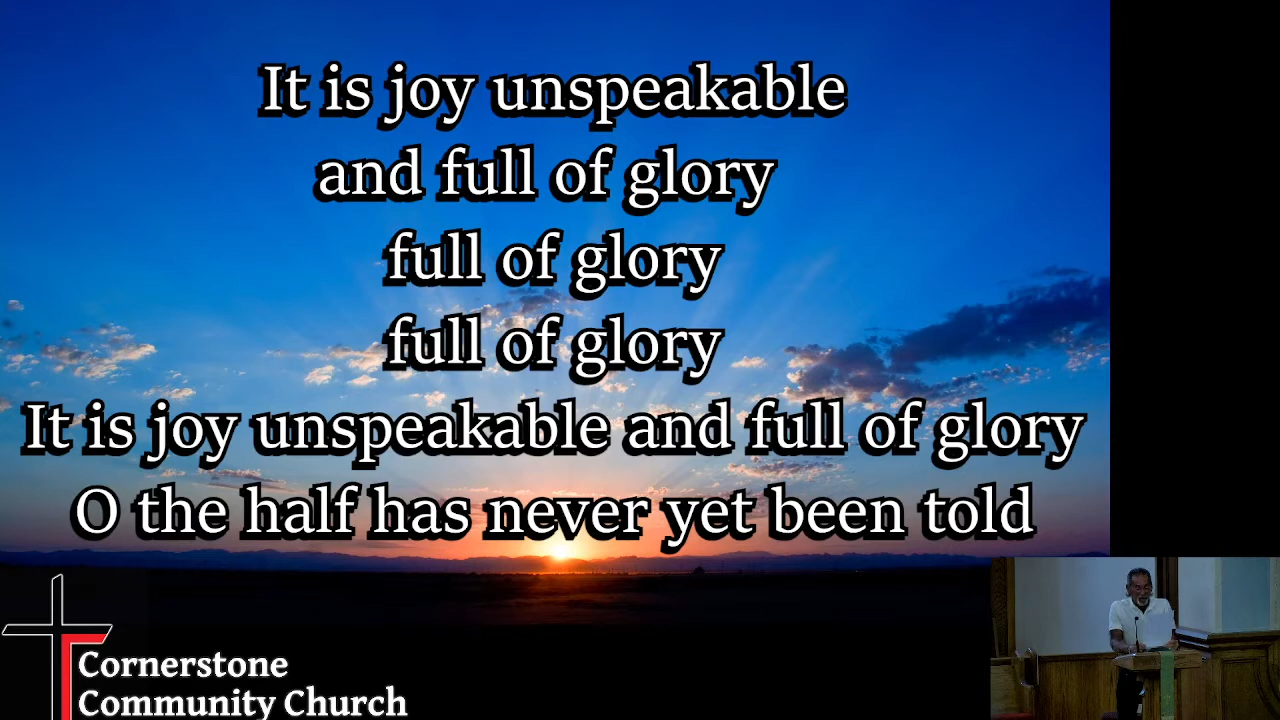 It is joy unspeakable
and full of glory
full of glory
full of glory
It is joy unspeakable and full of glory
O the half has never yet been told
Cornerstone
Community Church